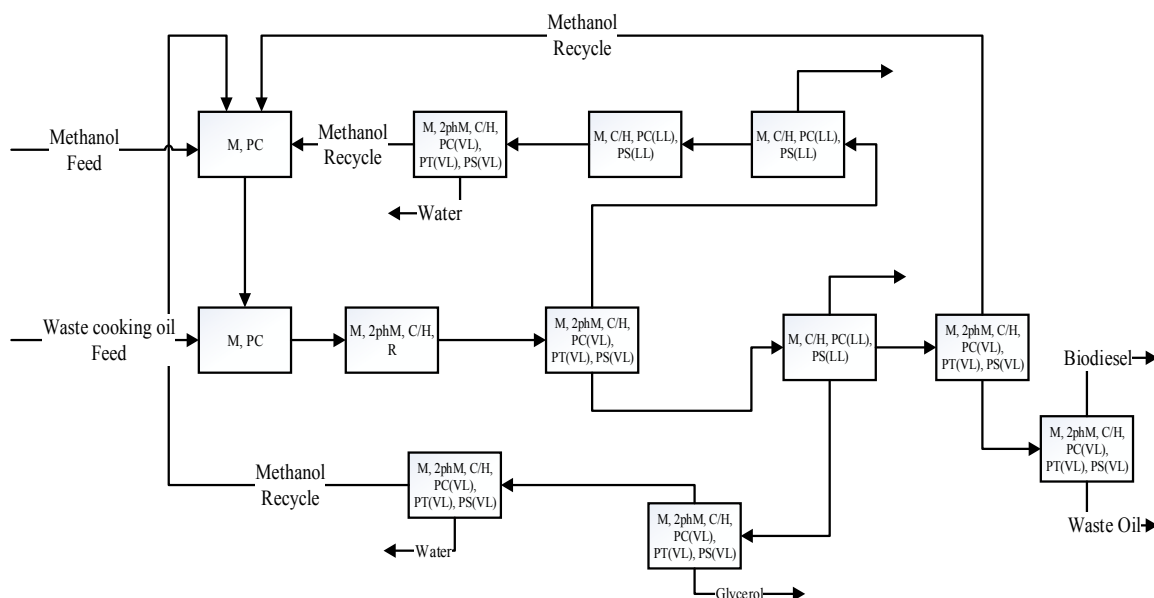 Methanol
Recycle
Methanol
Feed
M, PC
Methanol
Recycle
M, 2phM, C/H,
PC(VL),
PT(VL), PS(VL)
M, C/H, PC(LL),
PS(LL)
M, C/H, PC(LL),
PS(LL)
Water
Waste cooking oil
Feed
M, PC
M, 2phM, C/H,
R
M, 2phM, C/H,
PC(VL),
PT(VL), PS(VL)
M, C/H, PC(LL),
PS(LL)
M, 2phM, C/H,
PC(VL),
PT(VL), PS(VL)
Biodiesel
M, 2phM, C/H,
PC(VL),
PT(VL), PS(VL)
Waste Oil
Methanol
Recycle
M, 2phM, C/H,
PC(VL),
PT(VL), PS(VL)
Water
M, 2phM, C/H,
PC(VL),
PT(VL), PS(VL)
Glycerol